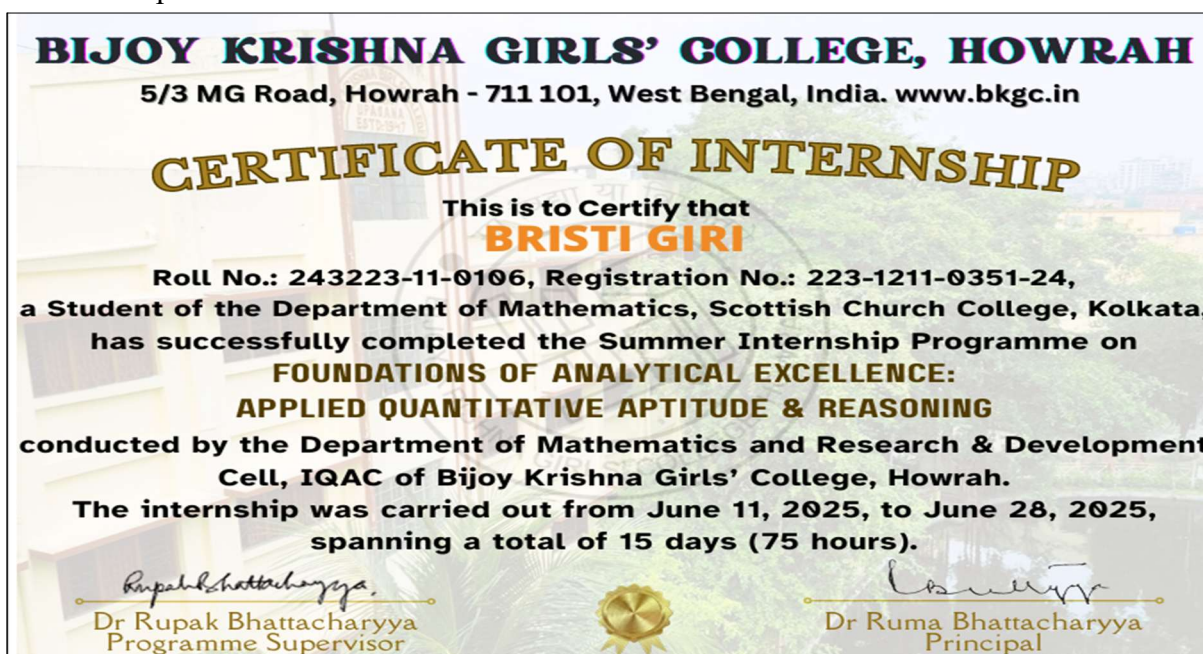 BIJOY KRISHNA GIRLS' COLLEGE, HOWRAH
5/3 MG Road, Howrah - 711 101, West Bengal, India. www.bkgc.in
CERTIFICATE OF INTERNSHIP
This is to Certify that
BRISTI GIRI
Roll No.: 243223-11-0106, Registration No.: 223-1211-0351-24,
a Student of the Department of Mathematics, Scottish Church College, Kolkata,
has successfully completed the Summer Internship Programme on
FOUNDATIONS OF ANALYTICAL EXCELLENCE:
APPLIED QUANTITATIVE APTITUDE & REASONING
conducted by the Department of Mathematics and Research & Development
Cell, IQAC of Bijoy Krishna Girls' College, Howrah.
The internship was carried out from June 11, 2025, to June 28, 2025,
spanning a total of 15 days (75 hours).
Rupak Bhattacharyya.
Dr Rupak Bhattacharyya
Programme Supervisor
Dr Ruma Bhattacharyya
Principal